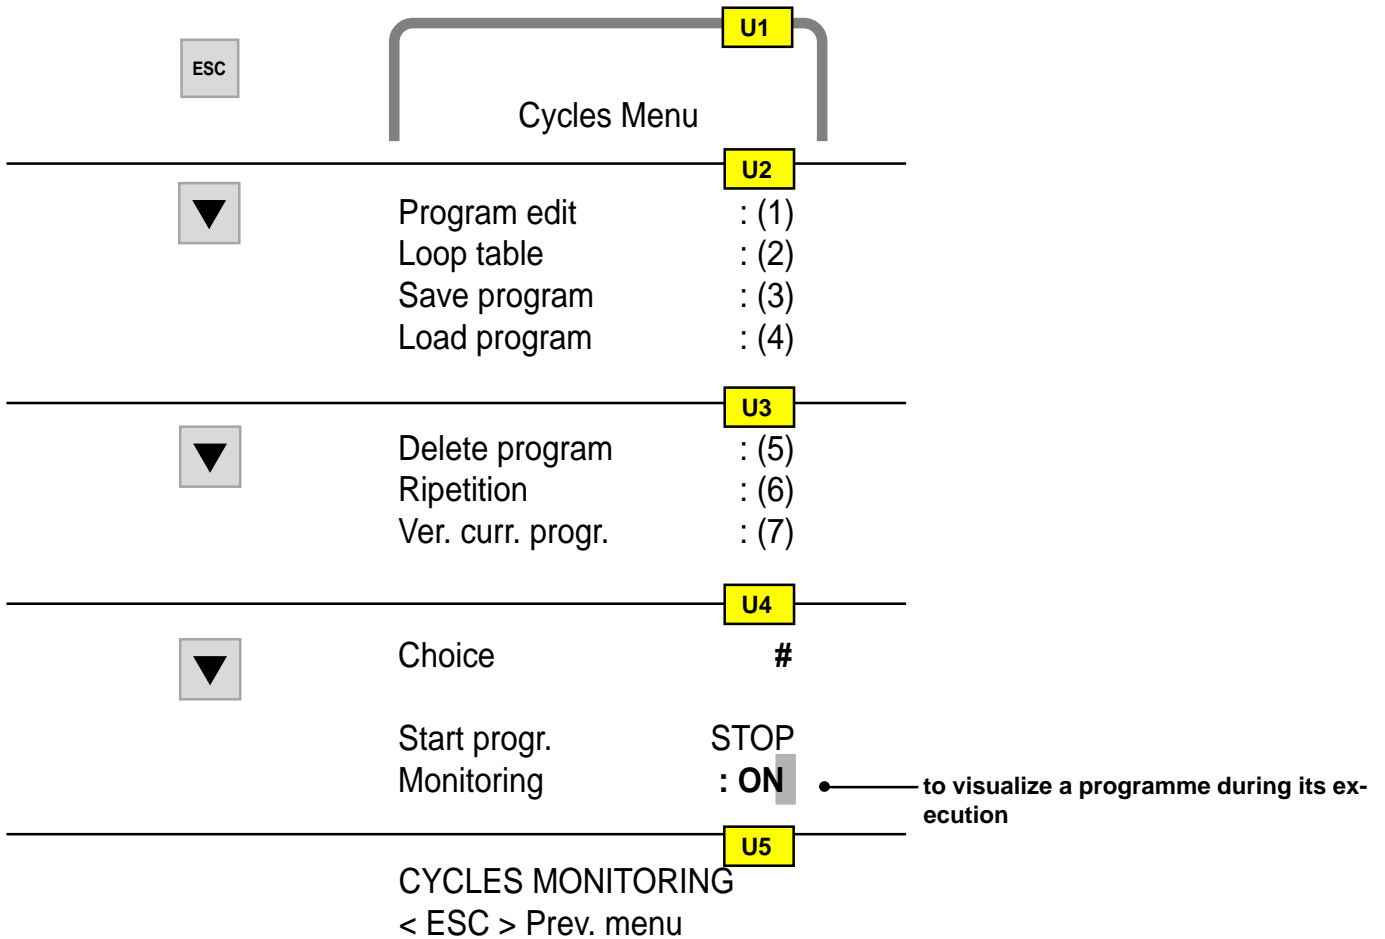 U1
ESC
Cycles Menu
U2
Program edit : (1)
Loop table : (2)
Save program : (3)
Load program : (4)
U3
Delete program : (5)
Ripetition : (6)
Ver. curr. progr. : (7)
U4
Choice #
Start progr. STOP
Monitoring : ON
to visualize a programme during its ex-
ecution
U5
CYCLES MONITORING
< ESC > Prev. menu